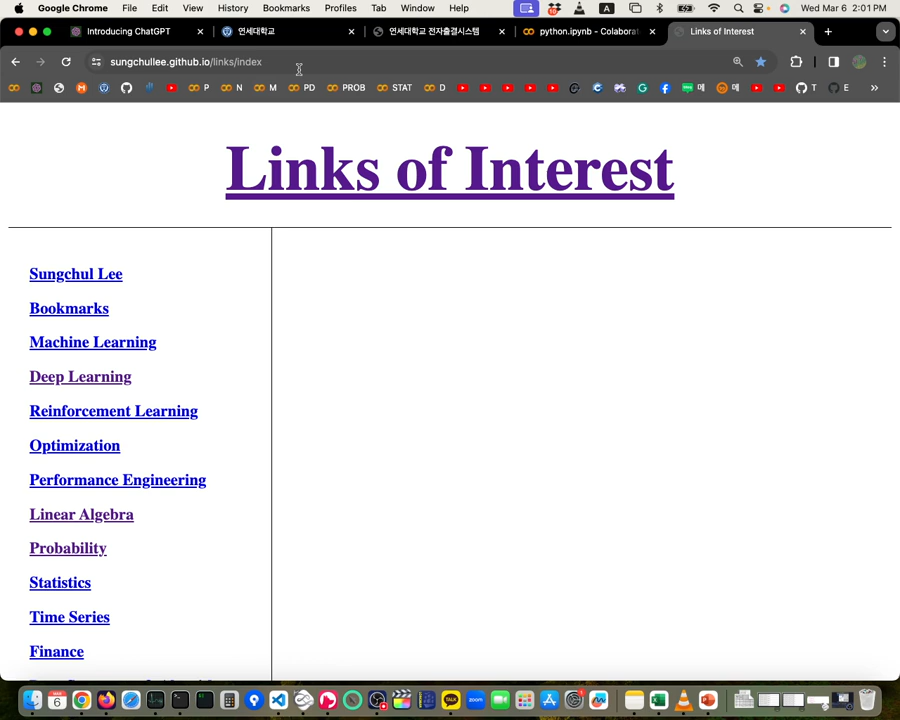 Google Chrome File Edit View History Bookmarks Profiles Tab Window Help A Wed Mar 6 2:01 PM
Introducing ChatGPT 연세대학교 연세대학교 전자출결시스템 python.ipynb - Colabora Links of Interest
sungchullee.github.io/links/index
P N M PD PROB STAT D 메 메 T E »
Links of Interest
Sungchul Lee
Bookmarks
Machine Learning
Deep Learning
Reinforcement Learning
Optimization
Performance Engineering
Linear Algebra
Probability
Statistics
Time Series
Finance